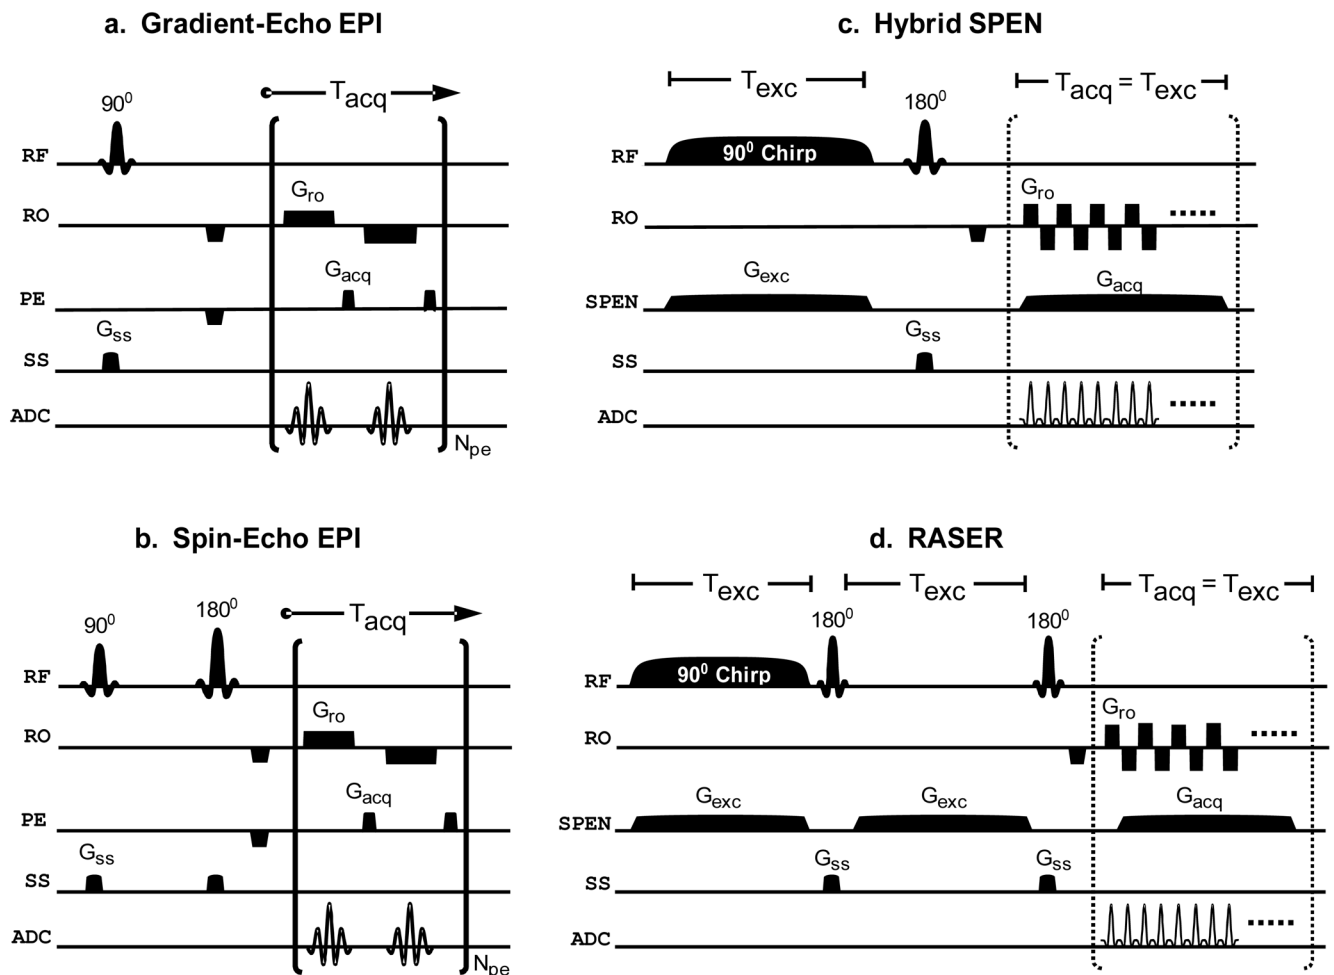 a. Gradient-Echo EPI
Tacq
90⁰
RF
Gro
RO
Gacq
PE
Gss
SS
ADC
Npe
c. Hybrid SPEN
Texc
Tacq = Texc
180⁰
RF
90⁰ Chirp
Gro
RO
Gexc
Gacq
SPEN
Gss
SS
ADC
b. Spin-Echo EPI
Tacq
90⁰
180⁰
RF
Gro
RO
Gacq
PE
Gss
SS
ADC
Npe
d. RASER
Texc
Texc
Tacq = Texc
180⁰
180⁰
RF
90⁰ Chirp
Gro
RO
Gexc
Gexc
Gacq
SPEN
Gss
Gss
SS
ADC